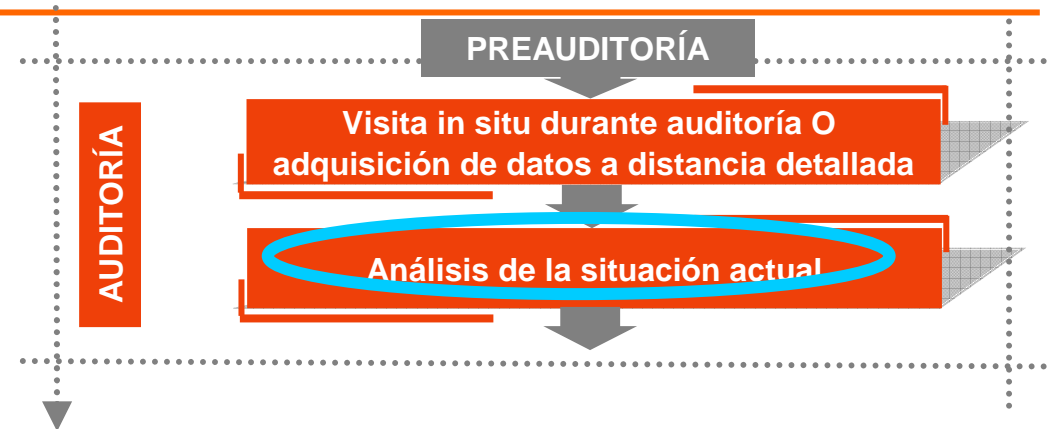 PREAUDITORÍA
AUDITORÍA
Visita in situ durante auditoría O
adquisición de datos a distancia detallada
Análisis de la situación actual